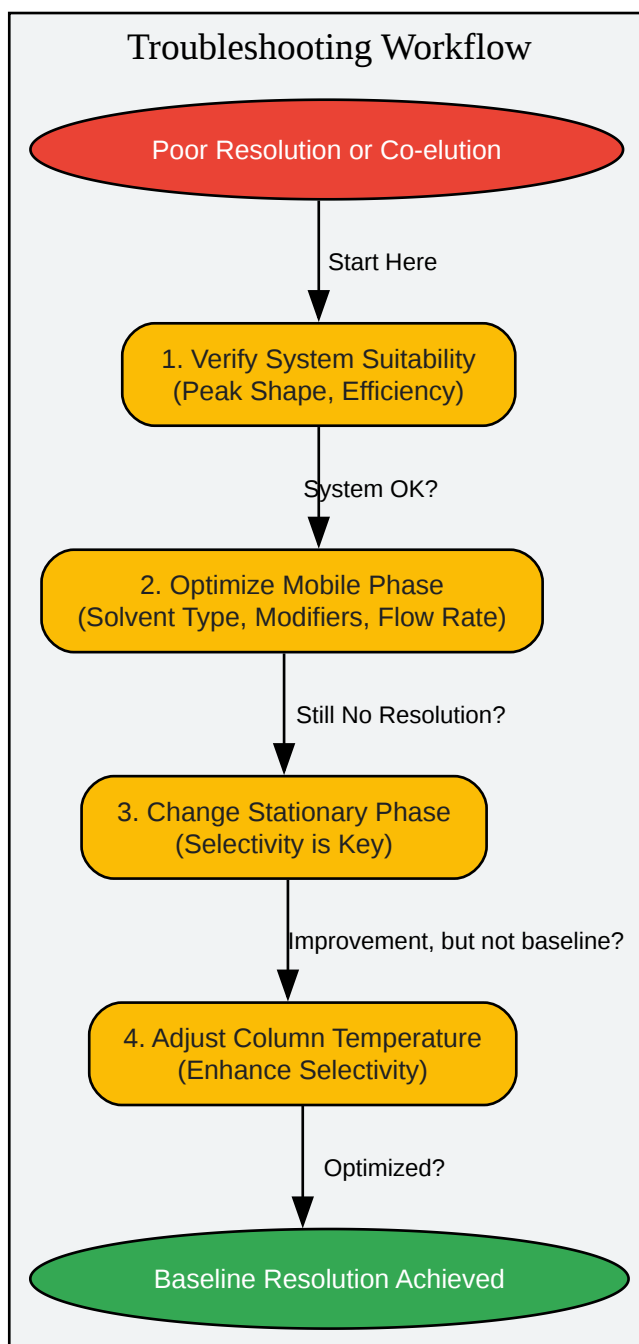 Troubleshooting Workflow
Poor Resolution or Co-elution
Start Here
1. Verify System Suitability
(Peak Shape, Efficiency)
System OK?
2. Optimize Mobile Phase
(Solvent Type, Modifiers, Flow Rate)
Still No Resolution?
3. Change Stationary Phase
(Selectivity is Key)
Improvement, but not baseline?
4. Adjust Column Temperature
(Enhance Selectivity)
Optimized?
Baseline Resolution Achieved